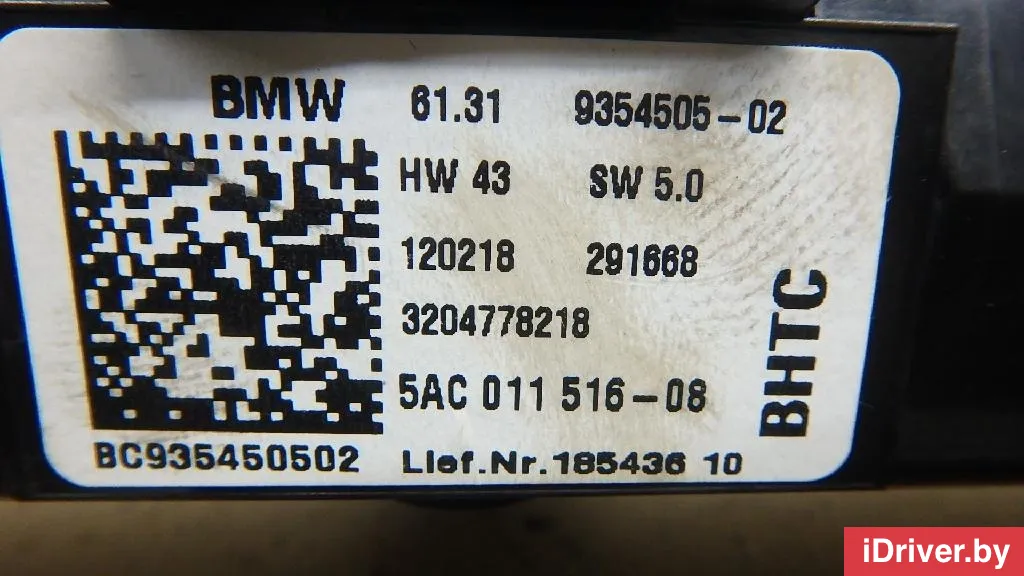 BMW 61.31 9354505-02
HW 43 SW 5.0
120218 291668
3204778218
5AC 011 516-08
BHTC
BC935450502 Lief.Nr.185436 10
iDriver.by